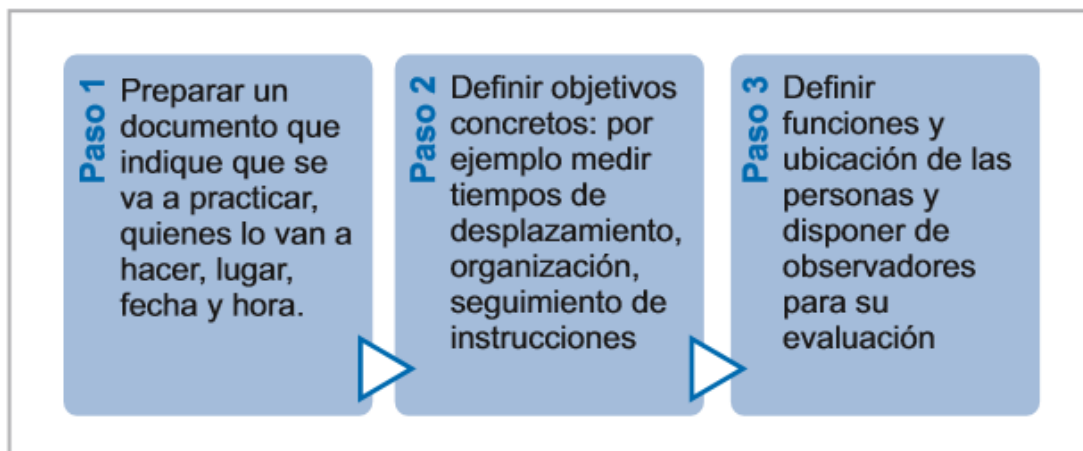 Paso 1
Preparar un
documento que
indique que se
va a practicar,
quienes lo van a
hacer, lugar,
fecha y hora.
Paso 2
Definir objetivos
concretos: por
ejemplo medir
tiempos de
desplazamiento,
organización,
seguimiento de
instrucciones
Paso 3
Definir
funciones y
ubicación de las
personas y
disponer de
observadores
para su
evaluación